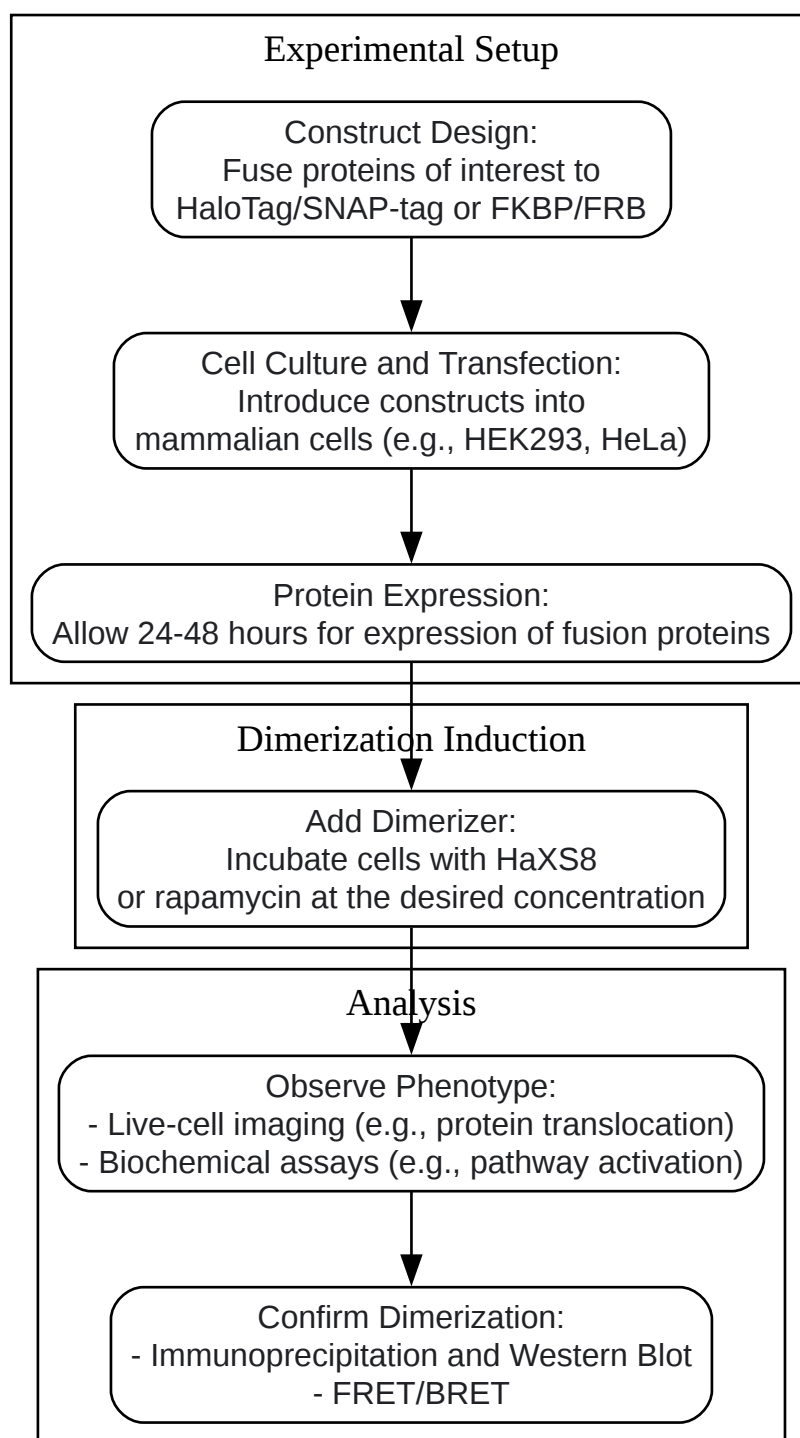 Experimental Setup
Construct Design:
Fuse proteins of interest to
HaloTag/SNAP-tag or FKBP/FRB
Cell Culture and Transfection:
Introduce constructs into
mammalian cells (e.g., HEK293, HeLa)
Protein Expression:
Allow 24-48 hours for expression of fusion proteins
Dimerization Induction
Add Dimerizer:
Incubate cells with HaXS8
or rapamycin at the desired concentration
Analysis
Observe Phenotype:
- Live-cell imaging (e.g., protein translocation)
- Biochemical assays (e.g., pathway activation)
Confirm Dimerization:
- Immunoprecipitation and Western Blot
- FRET/BRET